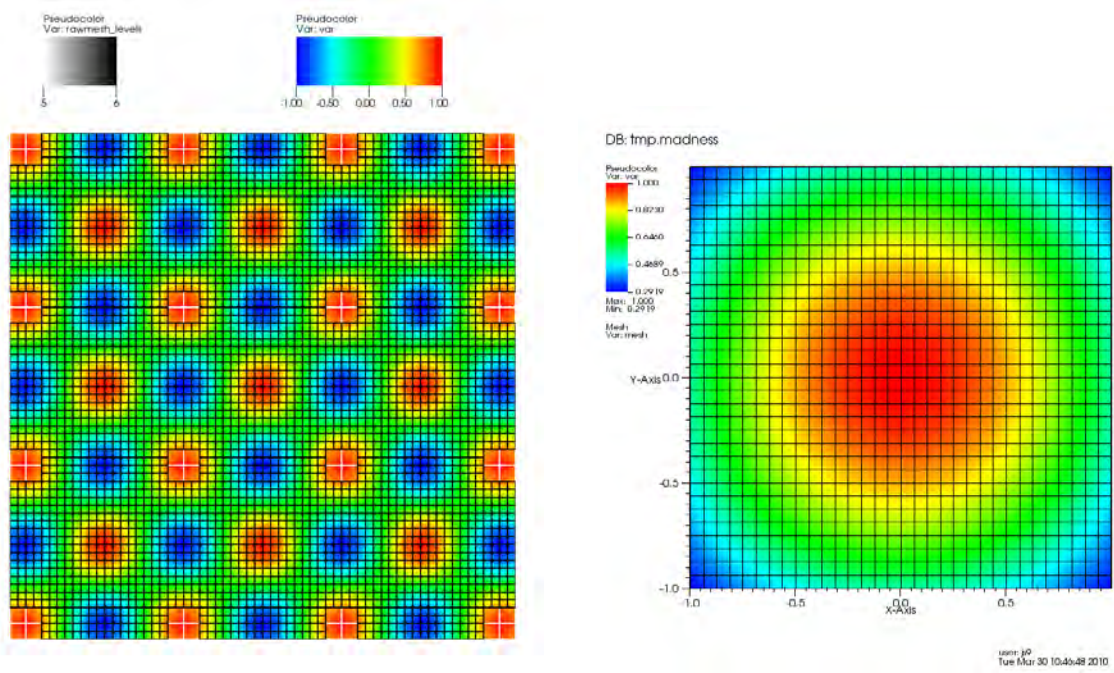 Pseudocolor
Var: rawmesh_levels
5 6
Pseudocolor
Var: var
-1.00 -0.50 0.00 0.50 1.00
DB: tmp.madness
Pseudocolor
Var: var
1.000
0.8230
0.6460
0.4689
0.2919
Max: 1.000
Min: 0.2919
Mesh
Var: mesh
0.5
Y-Axis 0.0
-0.5
-1.0
-1.0 -0.5 0.0 0.5
X-Axis
user: js9
Tue Mar 30 10:46:48 2010